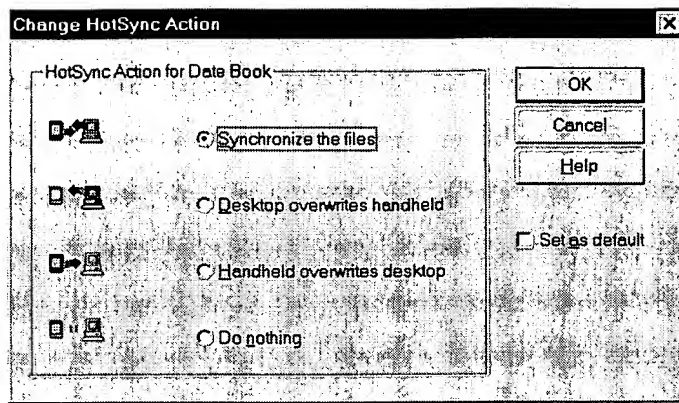 Change HotSync Action
HotSync Action for Date Book
Synchronize the files
Desktop overwrites handheld
Handheld overwrites desktop
Do nothing
OK
Cancel
Help
Set as default